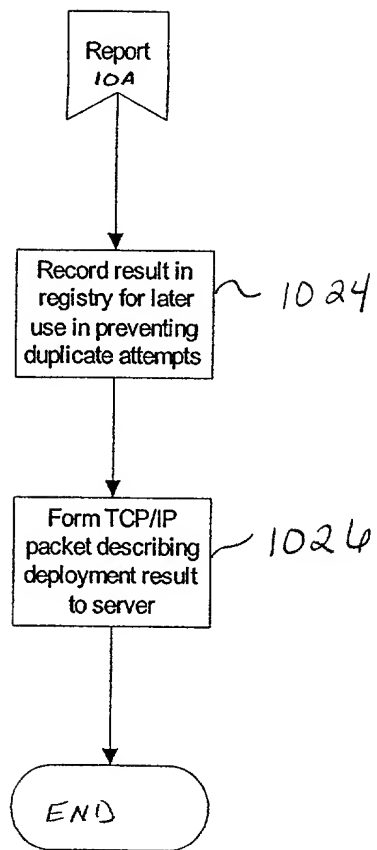 Report
10A
Record result in
registry for later
use in preventing
duplicate attempts
1024
Form TCP/IP
packet describing
deployment result
to server
1026
END